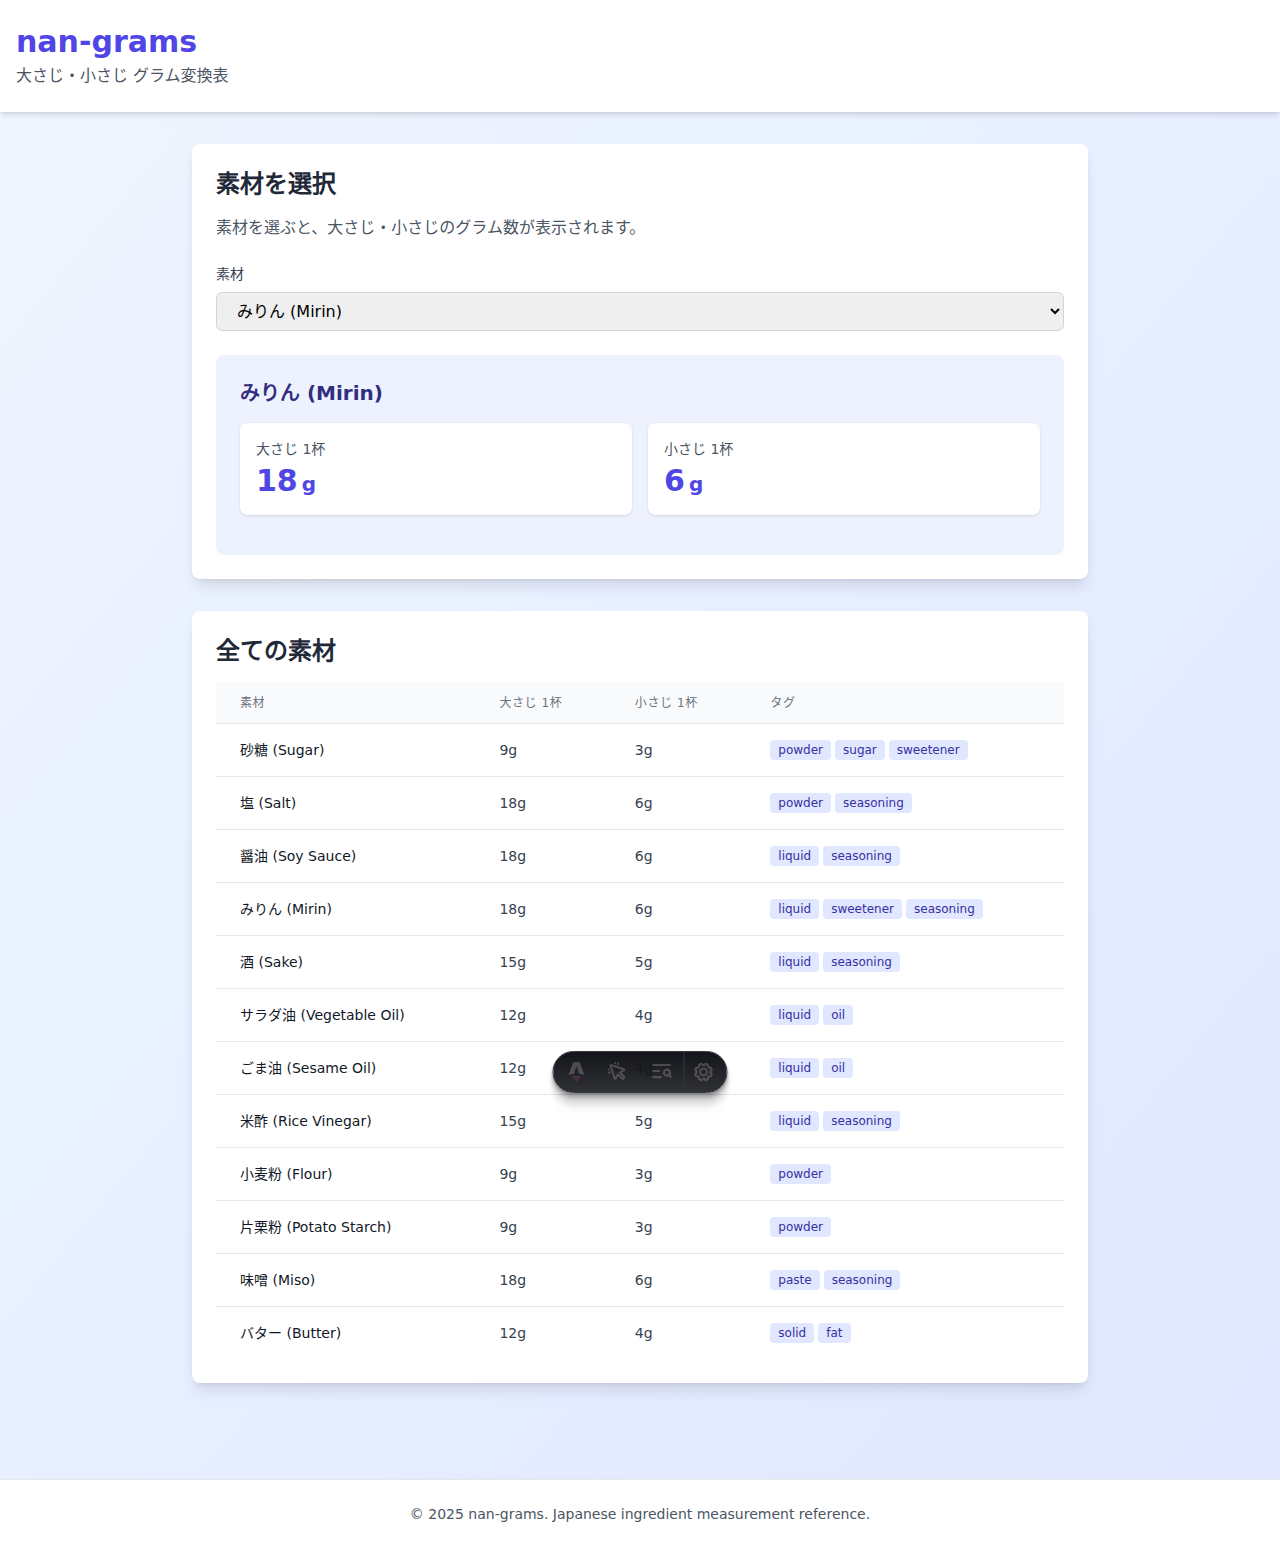 nan-grams
大さじ・小さじ グラム変換表
素材を選択
素材を選ぶと、大さじ・小さじのグラム数が表示されます。
素材
みりん (Mirin)
みりん (Mirin)
大さじ 1杯 小さじ 1杯
18 g 6 g
全ての素材
素材 大さじ 1杯 小さじ 1杯 タグ
砂糖 (Sugar) 9g 3g powder sugar sweetener
塩 (Salt) 18g 6g powder seasoning
醤油 (Soy Sauce) 18g 6g liquid seasoning
みりん (Mirin) 18g 6g liquid sweetener seasoning
酒 (Sake) 15g 5g liquid seasoning
サラダ油 (Vegetable Oil) 12g 4g liquid oil
ごま油 (Sesame Oil) 12g liquid oil
米酢 (Rice Vinegar) 15g 5g liquid seasoning
小麦粉 (Flour) 9g 3g powder
片栗粉 (Potato Starch) 9g 3g powder
味噌 (Miso) 18g 6g paste seasoning
バター (Butter) 12g 4g solid fat
© 2025 nan-grams. Japanese ingredient measurement reference.